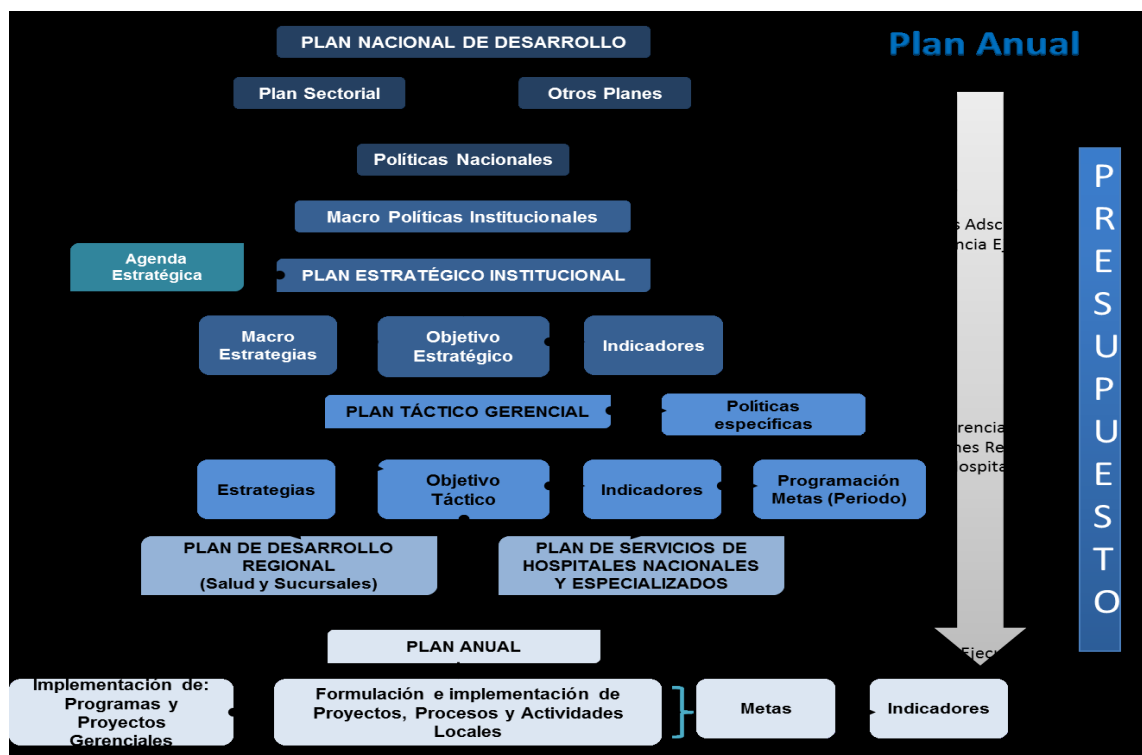 PLAN NACIONAL DE DESARROLLO
Plan Anual
Plan Sectorial
Otros Planes
Políticas Nacionales
Macro Políticas Institucionales
Agenda
Estratégica
PLAN ESTRATÉGICO INSTITUCIONAL
Macro
Estrategias
Objetivo
Estratégico
Indicadores
PLAN TÁCTICO GERENCIAL
Políticas
específicas
Estrategias
Objetivo
Táctico
Indicadores
Programación
Metas (Periodo)
PLAN DE DESARROLLO
REGIONAL
(Salud y Sucursales)
PLAN DE SERVICIOS DE
HOSPITALES NACIONALES
Y ESPECIALIZADOS
PLAN ANUAL
Implementación de:
Programas y
Proyectos
Gerenciales
Formulación e implementación de
Proyectos, Procesos y Actividades
Locales
Metas
Indicadores
PRESUPUESTO